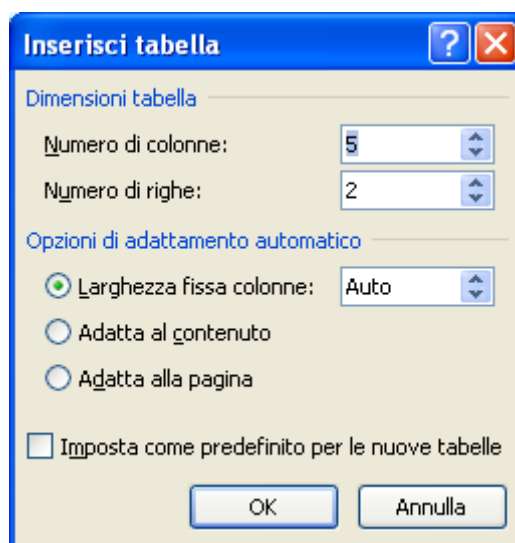 Inserisci tabella ?
Dimensioni tabella
Numero di colonne: 5
Numero di righe: 2
Opzioni di adattamento automatico
Larghezza fissa colonne: Auto
Adatta al contenuto
Adatta alla pagina
Imposta come predefinito per le nuove tabelle
OK Annulla